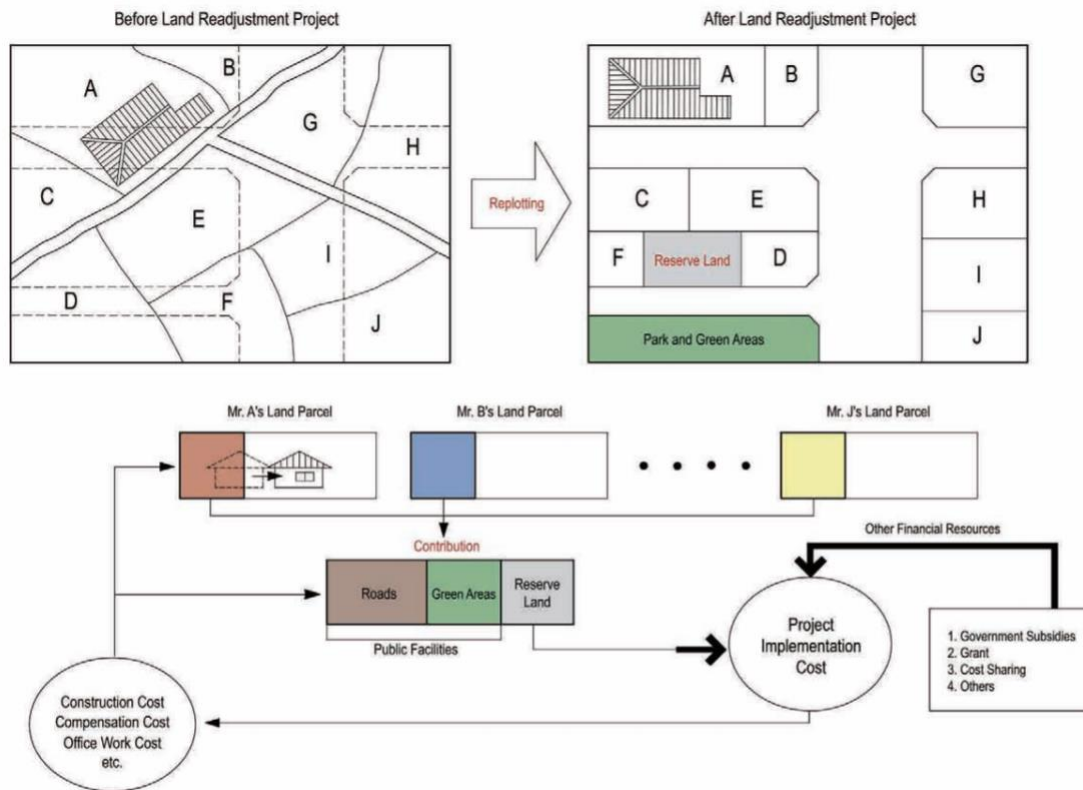 Before Land Readjustment Project
After Land Readjustment Project
A
B
G
H
C
E
D
F
I
J
Replotting
A
B
G
C
E
H
F
Reserve Land
D
I
J
Park and Green Areas
Mr. A's Land Parcel
Mr. B's Land Parcel
Mr. J's Land Parcel
Contribution
Other Financial Resources
Roads
Green Areas
Reserve
Land
Public Facilities
Project
Implementation
Cost
1. Government Subsidies
2. Grant
3. Cost Sharing
4. Others
Construction Cost
Compensation Cost
Office Work Cost
etc.